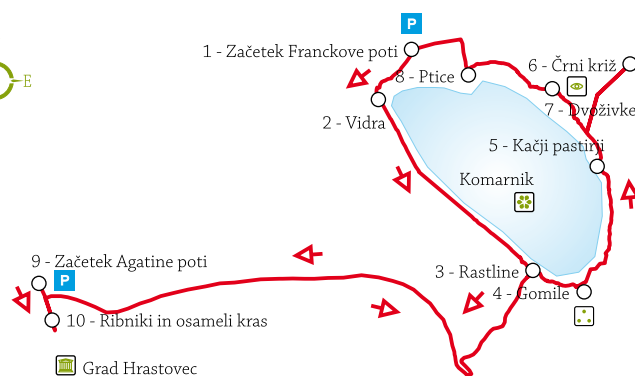 P
1 - Začetek Franckove poti
6 - Črni križ
8 - Ptice
E
7 - Dvoživke
2 - Vidra
5 - Kačji pastirji
Komarnik
9 - Začetek Agatine poti
P
3 - Rastline
4 - Gomile
10 - Ribniki in osameli kras
Grad Hrastovec